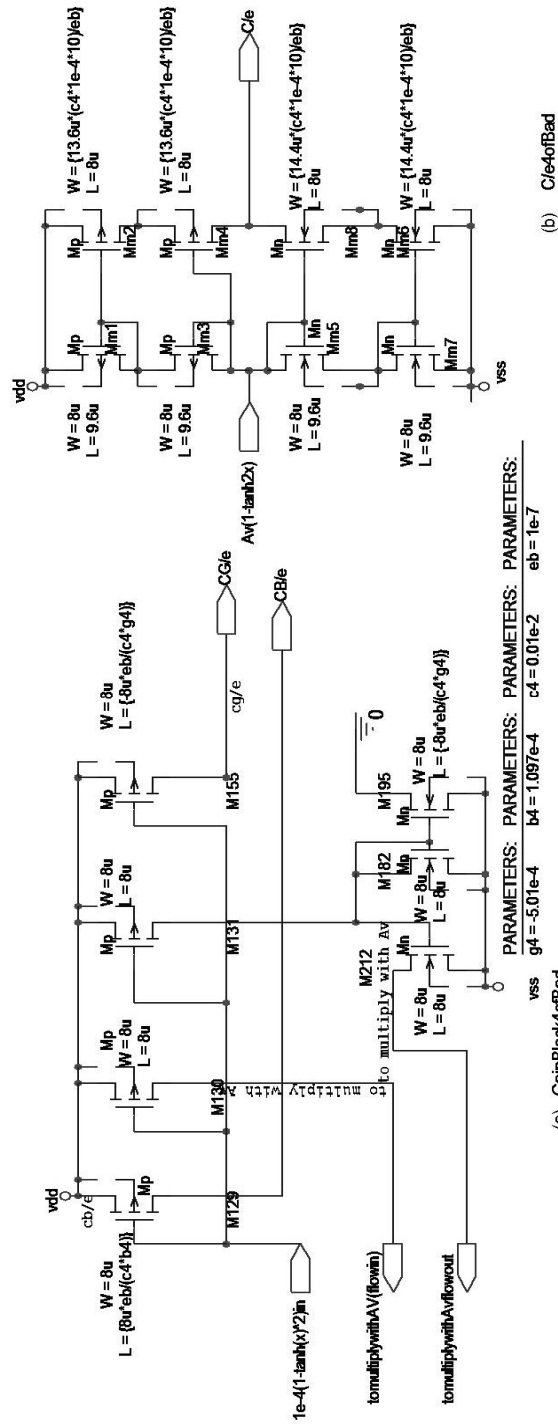 vdd
cb/e
W = 8u
L = {8u*eb/(c4*b4)}
Mp
M129
Mp
W = 8u
L = 8u
M130
to multiply with AV
Mp
W = 8u
L = 8u
M131
Mp
W = 8u
L = {-8u*eb/(c4*g4)}
M155
cg/e
CG/e
CB/e
1e-4(1-tanh(x)^2)in
tomultiplywithAV(flowin)
tomultiplywithAvflowout
to multiply with Av
M212
Mn
W = 8u
L = 8u
M182
Mn
W = 8u
L = 8u
M195
Mn
W = 8u
L = {-8u*eb/(c4*g4)}
0
vss
PARAMETERS:
g4 = -5.01e-4
PARAMETERS:
b4 = 1.097e-4
PARAMETERS:
c4 = 0.01e-2
PARAMETERS:
eb = 1e-7
vdd
W = 8u
L = 9.6u
Mp
Mm1
Mp
Mm2
W = {13.6u*(c4*1e-4*10)/eb}
L = 8u
W = 8u
L = 9.6u
Mp
Mm3
Mp
Mm4
W = {13.6u*(c4*1e-4*10)/eb}
L = 8u
Av(1-tanh2x)
C/e
W = 8u
L = 9.6u
Mn
Mm5
Mn
Mm8
W = {14.4u*(c4*1e-4*10)/eb}
L = 8u
W = 8u
L = 9.6u
Mn
Mm7
Mn
Mm6
W = {14.4u*(c4*1e-4*10)/eb}
L = 8u
vss
(b) C/e4ofBad